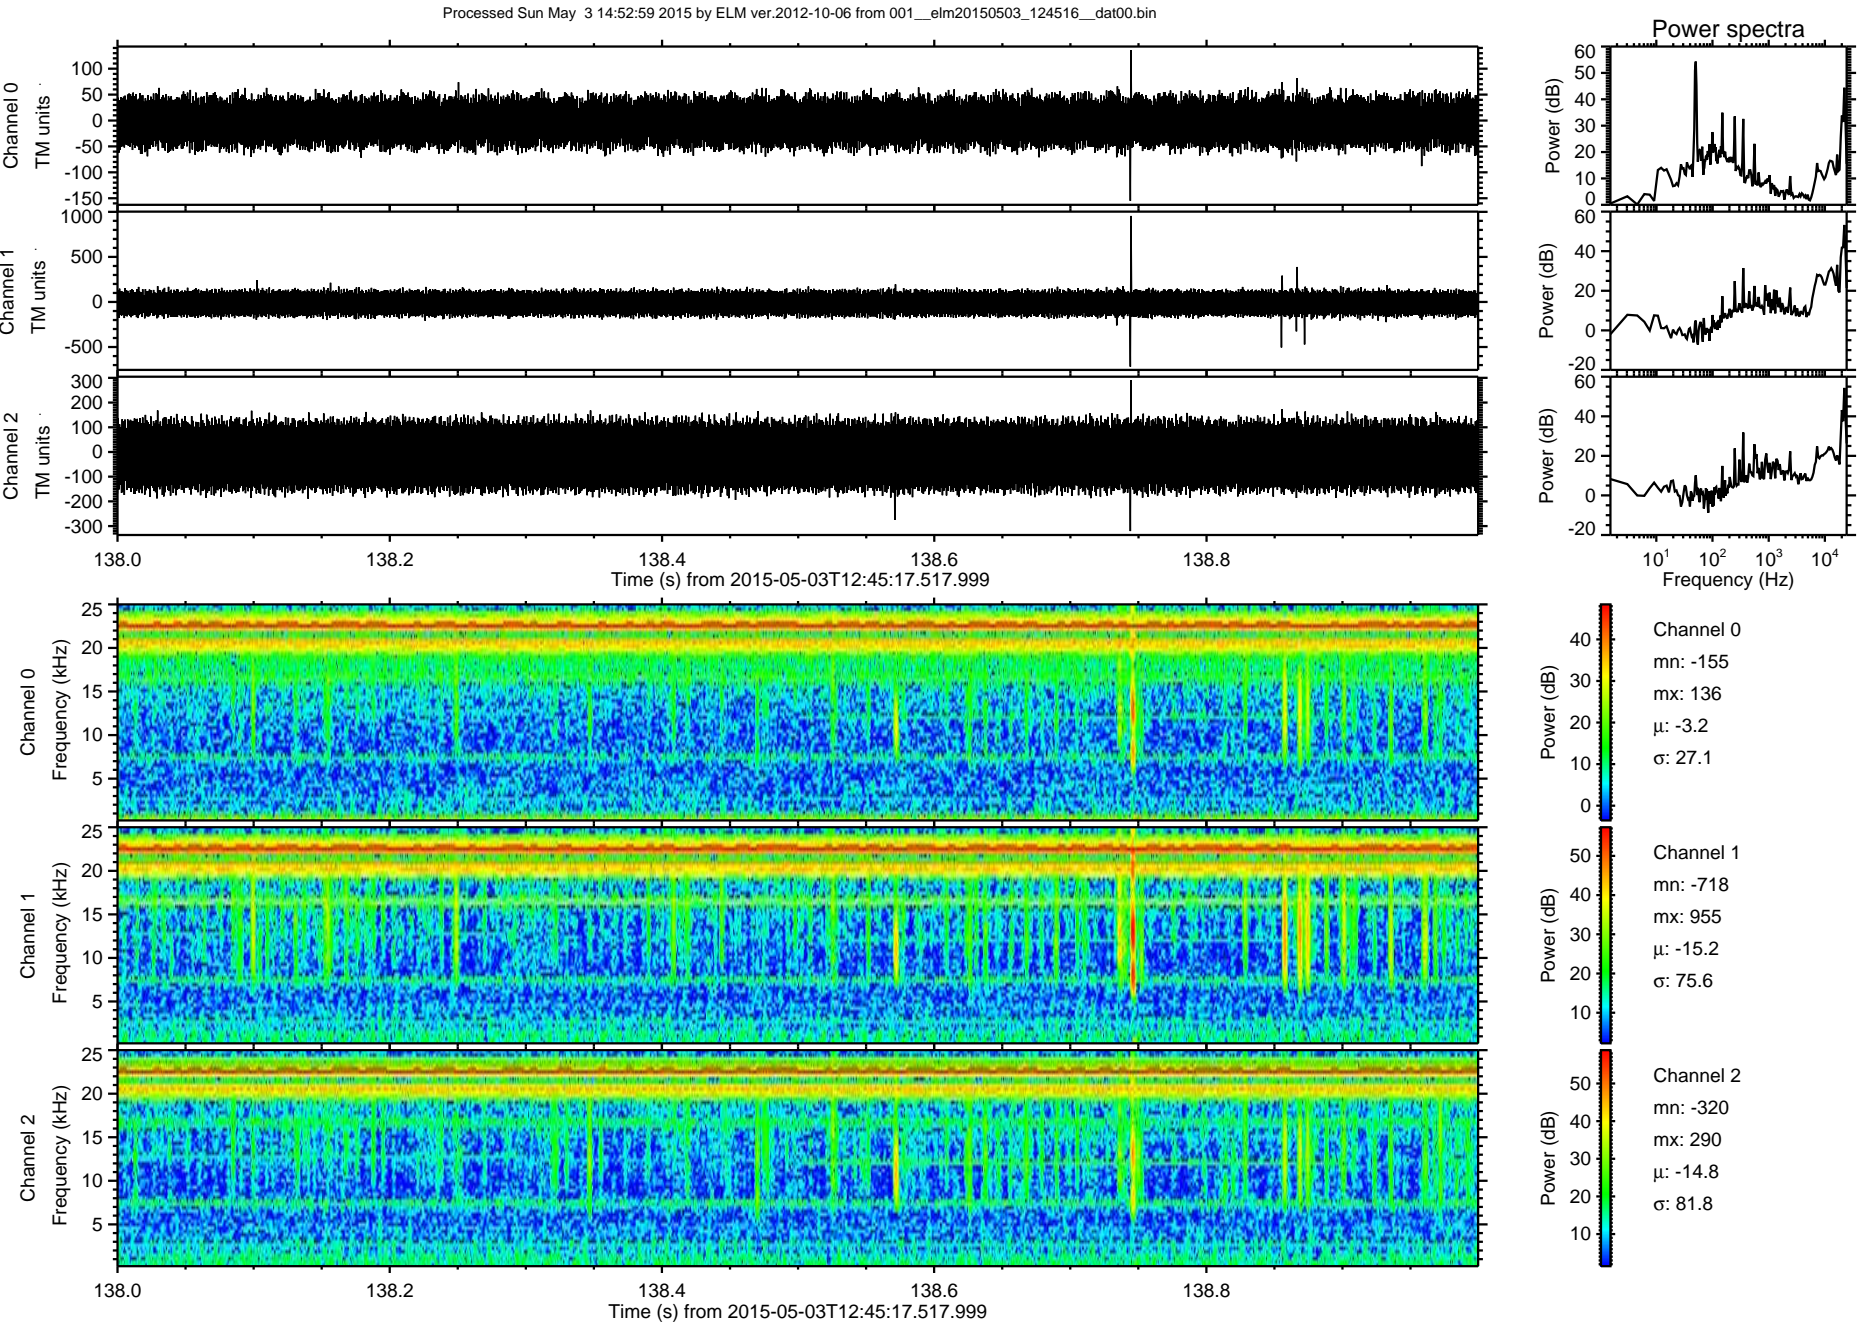 Processed Sun May  3 14:52:59 2015 by ELM ver.2012-10-06 from 001__elm20150503_124516__dat00.bin
Power spectra
Channel 0
TM units
100
50
0
-50
-100
-150
Power (dB)
60
50
40
30
20
10
0
Channel 1
TM units
1000
500
0
-500
Power (dB)
60
40
20
0
-20
Channel 2
TM units
300
200
100
0
-100
-200
-300
Power (dB)
60
40
20
0
-20
138.0 138.2 138.4 138.6 138.8
Time (s) from 2015-05-03T12:45:17.517.999
10^1 10^2 10^3 10^4
Frequency (Hz)
Channel 0
Frequency (kHz)
25
20
15
10
5
Power (dB)
40
30
20
10
0
Channel 0
mn: -155
mx: 136
μ: -3.2
σ: 27.1
Channel 1
Frequency (kHz)
25
20
15
10
5
Power (dB)
50
40
30
20
10
Channel 1
mn: -718
mx: 955
μ: -15.2
σ: 75.6
Channel 2
Frequency (kHz)
25
20
15
10
5
Power (dB)
50
40
30
20
10
Channel 2
mn: -320
mx: 290
μ: -14.8
σ: 81.8
138.0 138.2 138.4 138.6 138.8
Time (s) from 2015-05-03T12:45:17.517.999